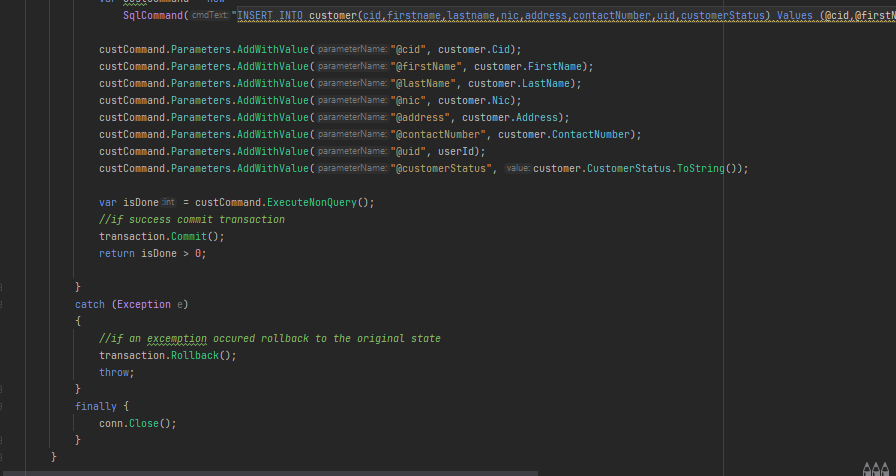 SqlCommand( cmdText: "INSERT INTO customer(cid,firstname,lastname,nic,address,contactNumber,uid,customerStatus) Values (@cid,@firstN
custCommand.Parameters.AddWithValue( parameterName: "@cid", customer.Cid);
custCommand.Parameters.AddWithValue( parameterName: "@firstName", customer.FirstName);
custCommand.Parameters.AddWithValue( parameterName: "@lastName", customer.LastName);
custCommand.Parameters.AddWithValue( parameterName: "@nic", customer.Nic);
custCommand.Parameters.AddWithValue( parameterName: "@address", customer.Address);
custCommand.Parameters.AddWithValue( parameterName: "@contactNumber", customer.ContactNumber);
custCommand.Parameters.AddWithValue( parameterName: "@uid", userId);
custCommand.Parameters.AddWithValue( parameterName: "@customerStatus", value: customer.CustomerStatus.ToString());
var isDone :int = custCommand.ExecuteNonQuery();
//if success commit transaction
transaction.Commit();
return isDone > 0;
}
catch (Exception e)
{
//if an excemption occured rollback to the original state
transaction.Rollback();
throw;
}
finally {
conn.Close();
}
}